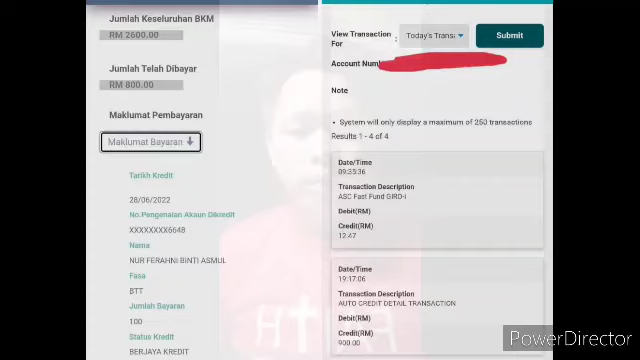 Jumlah Keseluruhan BKM
RM 2600.00
Jumlah Telah Dibayar
RM 800.00
Maklumat Pembayaran
Maklumat Bayaran
Tarikh Kredit
28/06/2022
No.Pengenalan Akaun Dikredit
XXXXXXXX6648
Nama
NUR FERAHNI BINTI ASMUL
Fasa
BTT
Jumlah Bayaran
100
Status Kredit
BERJAYA KREDIT
View Transaction For :
Today's Trans
Submit
Account Num
Note
• System will only display a maximum of 250 transactions
Results 1 - 4 of 4
Date/Time
09:35:36
Transaction Description
ASC Fast Fund GIRO-i
Debit(RM)
Credit(RM)
12.47
Date/Time
19:17:06
Transaction Description
AUTO CREDIT DETAIL TRANSACTION
Debit(RM)
Credit(RM)
900.00
PowerDirector